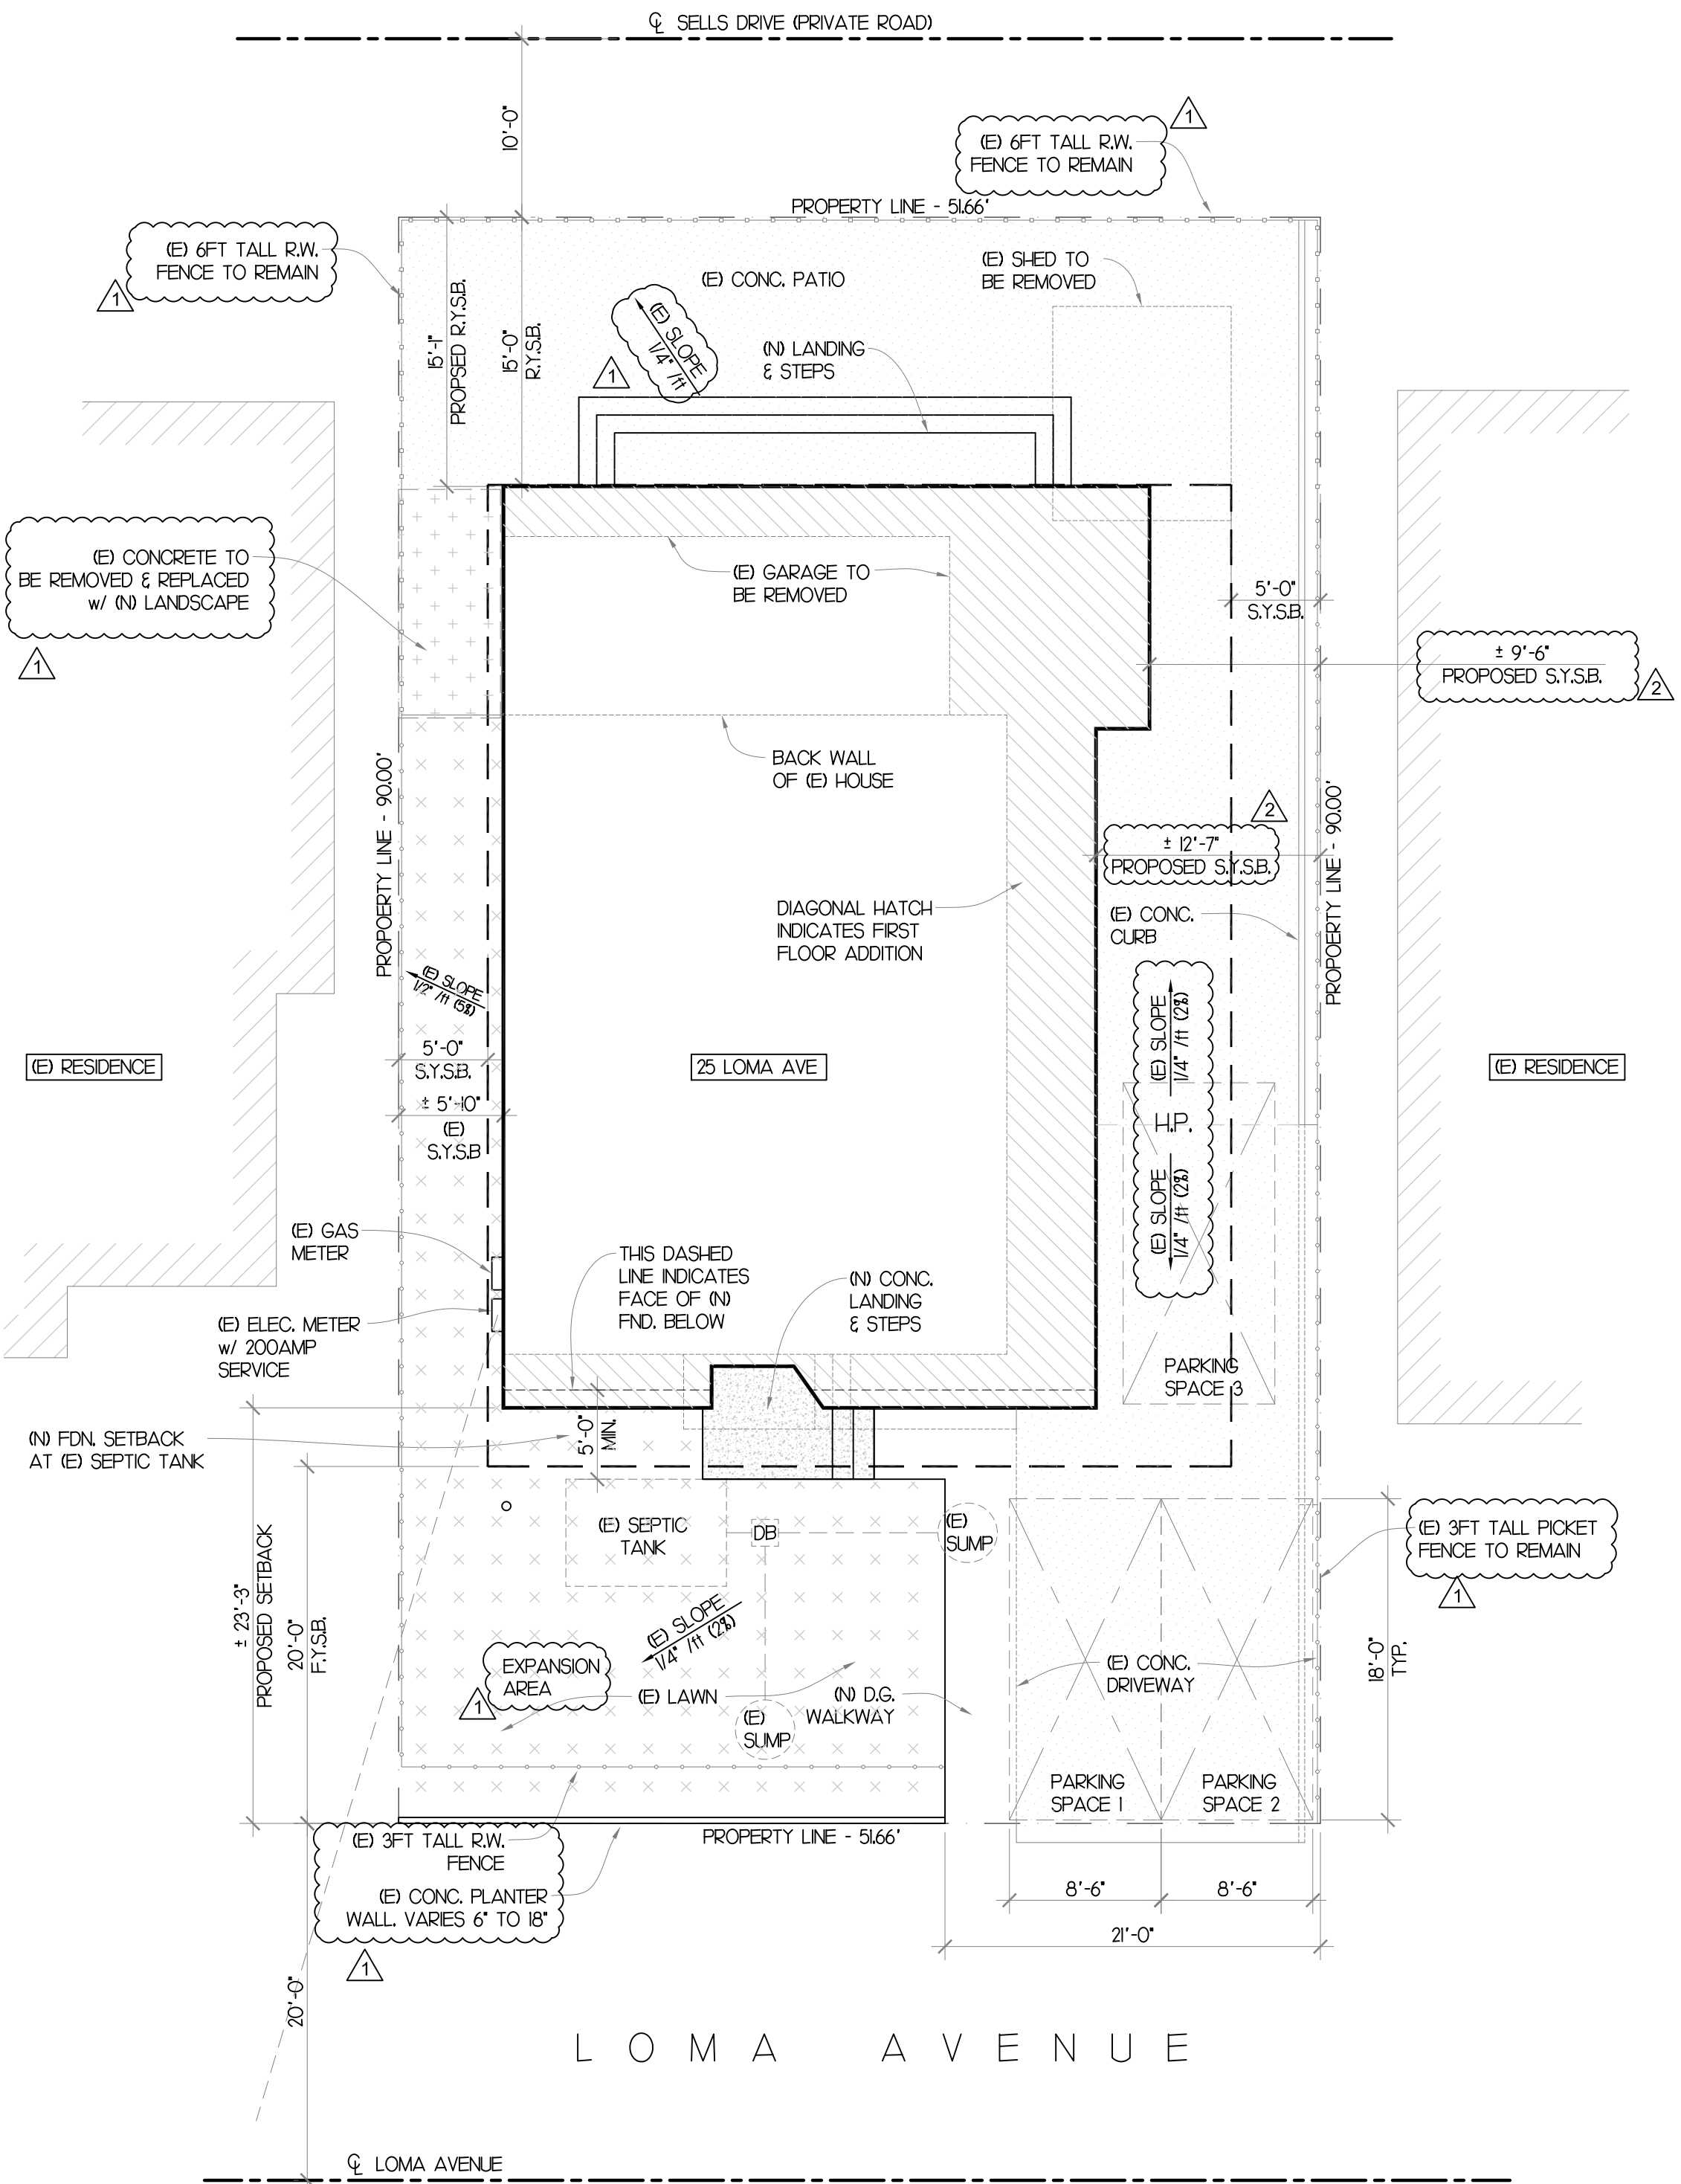 ℄ SELLS DRIVE (PRIVATE ROAD)
10'-0"
1
(E) 6FT TALL R.W.
FENCE TO REMAIN
PROPERTY LINE - 51.66'
(E) 6FT TALL R.W.
FENCE TO REMAIN
1
15'-1"
PROPSED R.Y.S.B.
15'-0"
R.Y.S.B.
(E) CONC. PATIO
(E) SHED TO
BE REMOVED
(E) SLOPE
1/4" /ft
1
(N) LANDING
& STEPS
(E) CONCRETE TO
BE REMOVED & REPLACED
w/ (N) LANDSCAPE
1
(E) GARAGE TO
BE REMOVED
5'-0"
S.Y.S.B.
± 9'-6"
PROPOSED S.Y.S.B.
2
BACK WALL
OF (E) HOUSE
PROPOERTY LINE - 90.00'
2
± 12'-7"
PROPOSED S.Y.S.B.
PROPOERTY LINE - 90.00'
DIAGONAL HATCH
INDICATES FIRST
FLOOR ADDITION
(E) CONC.
CURB
(E) SLOPE
1/2" /ft (5%)
(E) SLOPE
1/4" /ft (2%)
5'-0"
S.Y.S.B.
(E) RESIDENCE
25 LOMA AVE
(E) RESIDENCE
± 5'-10"
(E)
S.Y.S.B
H.P.
(E) SLOPE
1/4" /ft (2%)
(E) GAS
METER
THIS DASHED
LINE INDICATES
FACE OF (N)
FND. BELOW
(N) CONC.
LANDING
& STEPS
(E) ELEC. METER
w/ 200AMP
SERVICE
PARKING
SPACE 3
(N) FDN. SETBACK
AT (E) SEPTIC TANK
5'-0"
MIN.
(E) SEPTIC
TANK
DB
(E)
SUMP
(E) 3FT TALL PICKET
FENCE TO REMAIN
1
± 23'-3"
PROPOSED SETBACK
20'-0"
F.Y.S.B.
(E) SLOPE
1/4" /ft (2%)
EXPANSION
AREA
1
(E) LAWN
(N) D.G.
WALKWAY
(E)
SUMP
(E) CONC.
DRIVEWAY
18'-0"
TYP.
PARKING
SPACE 1
PARKING
SPACE 2
PROPERTY LINE - 51.66'
(E) 3FT TALL R.W.
FENCE
(E) CONC. PLANTER
WALL. VARIES 6" TO 18"
1
8'-6"
8'-6"
21'-0"
20'-0"
LOMA AVENUE
℄ LOMA AVENUE